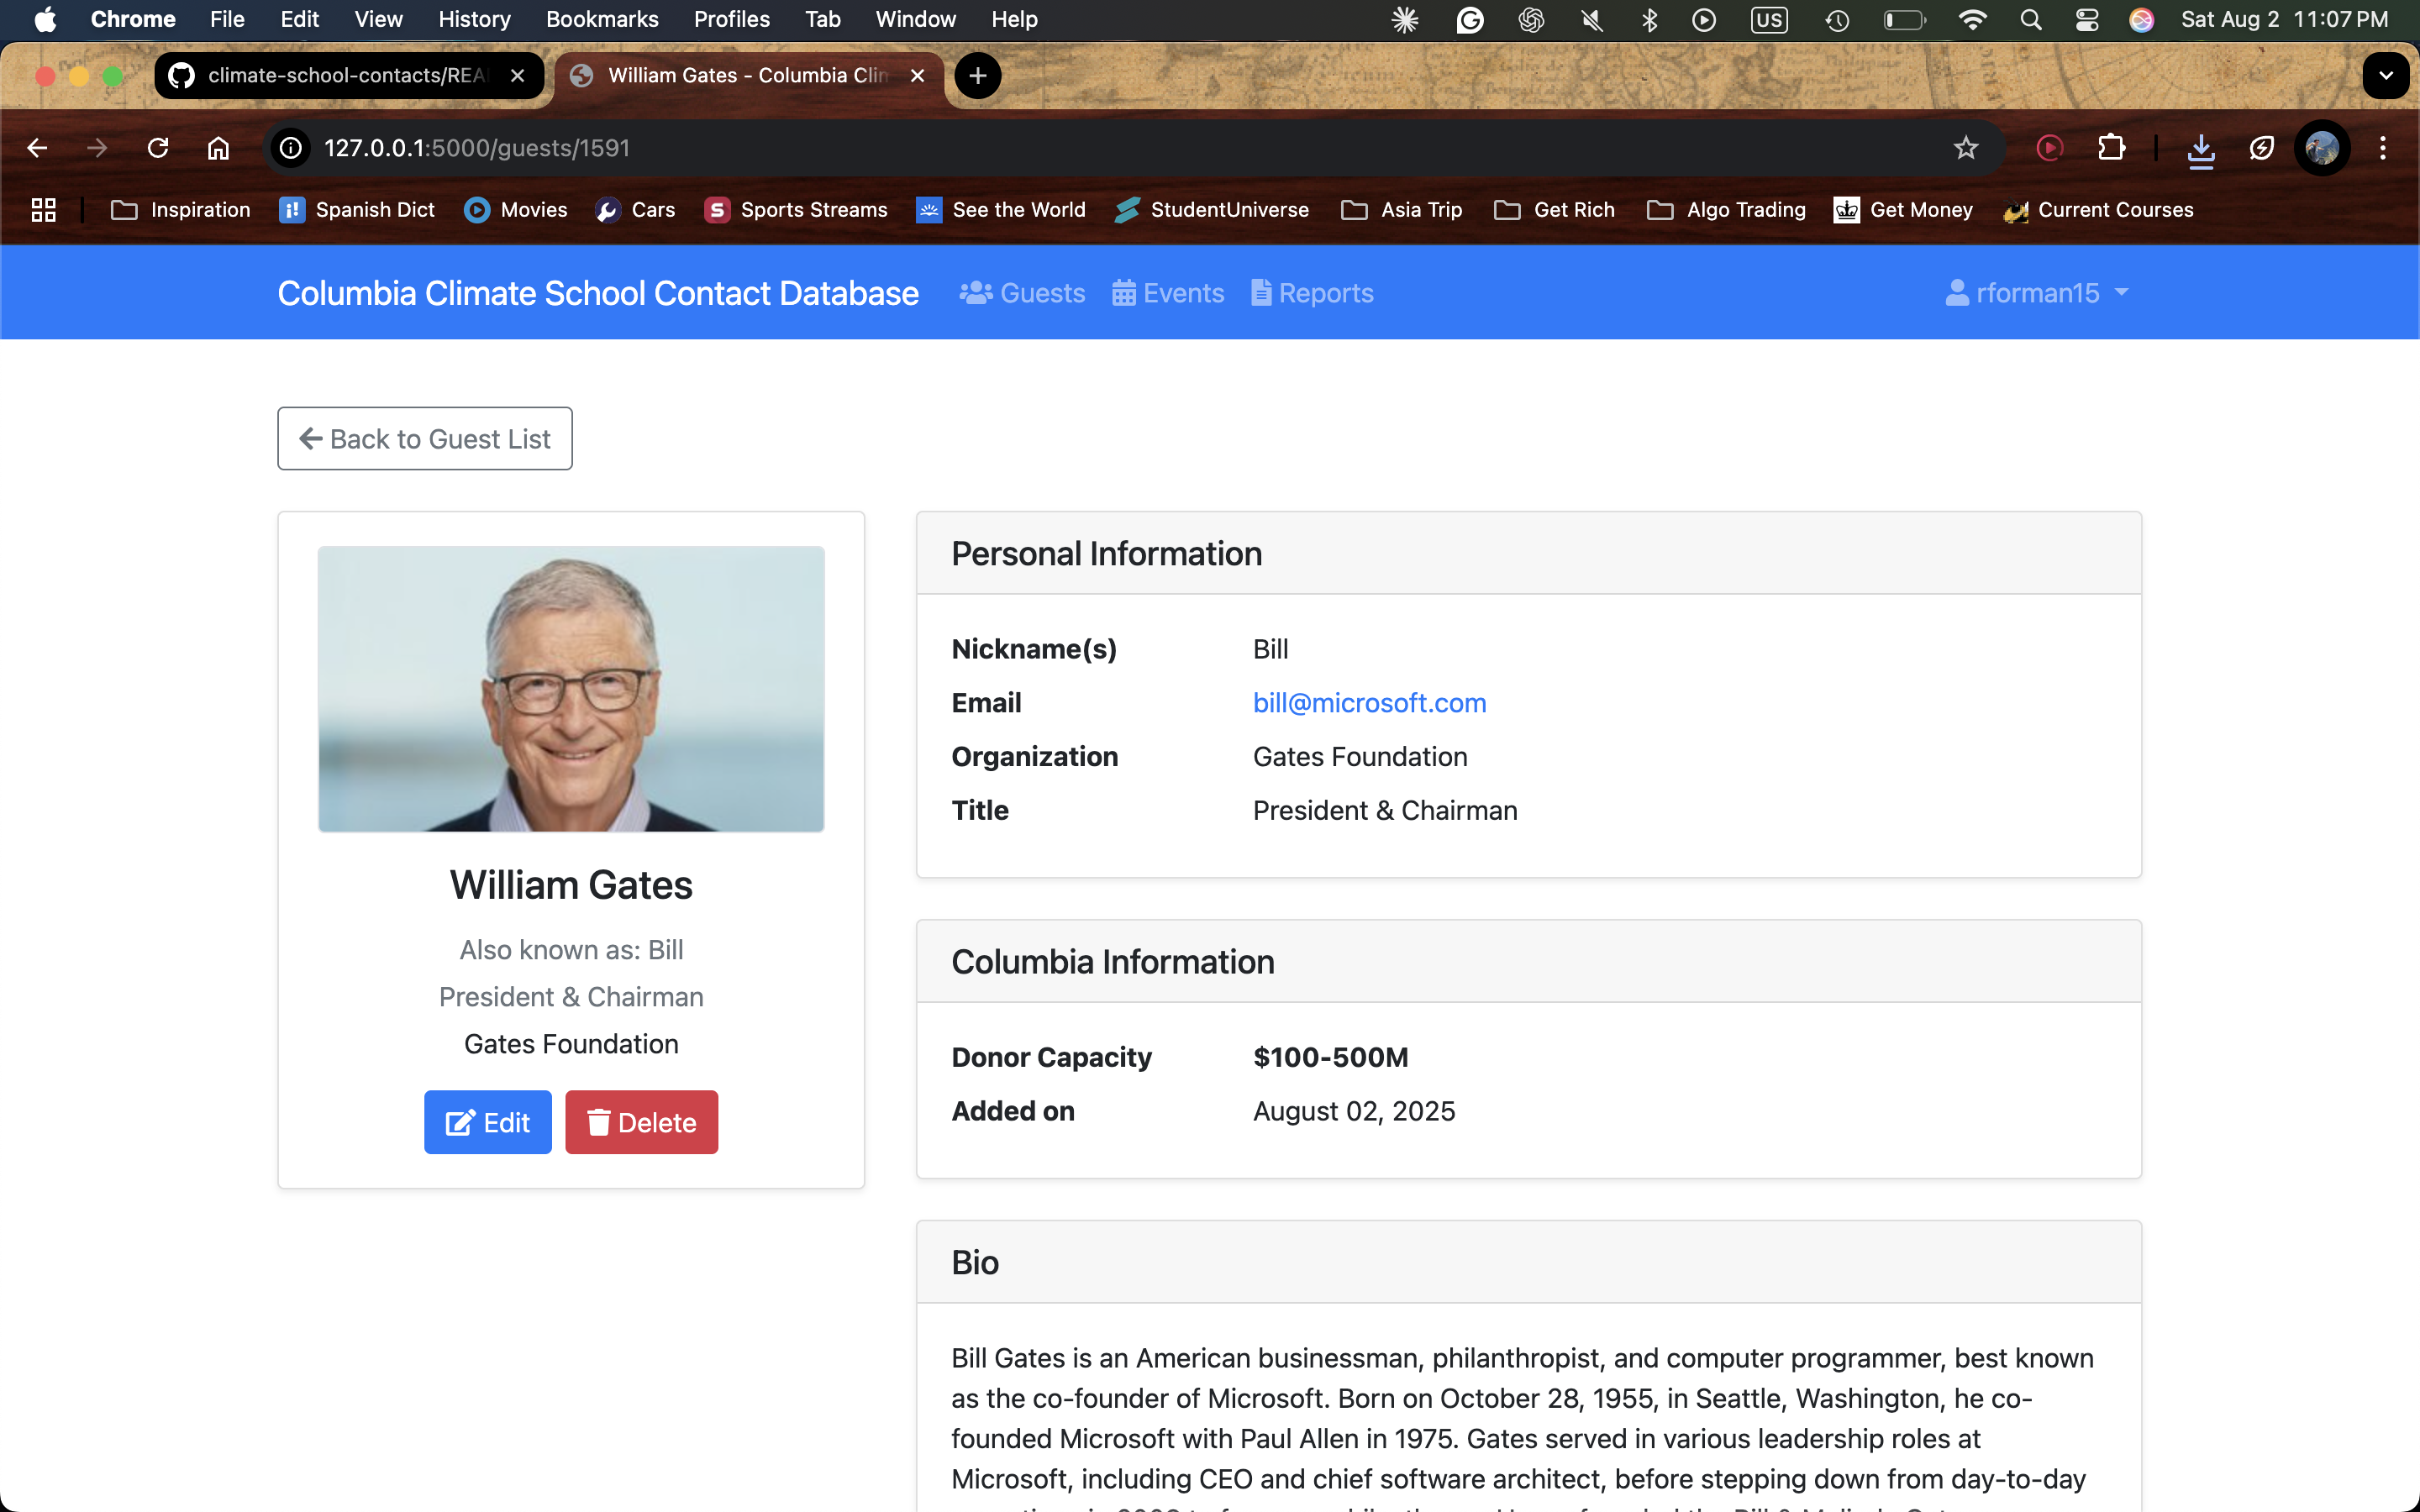 Chrome File Edit View History Bookmarks Profiles Tab Window Help US Sat Aug 2 11:07 PM
climate-school-contacts/REA William Gates - Columbia Clim
127.0.0.1:5000/guests/1591
Inspiration Spanish Dict Movies Cars Sports Streams See the World StudentUniverse Asia Trip Get Rich Algo Trading Get Money Current Courses
Columbia Climate School Contact Database Guests Events Reports rforman15
Back to Guest List
William Gates
Also known as: Bill
President & Chairman
Gates Foundation
Edit Delete
Personal Information
Nickname(s) Bill
Email bill@microsoft.com
Organization Gates Foundation
Title President & Chairman
Columbia Information
Donor Capacity $100-500M
Added on August 02, 2025
Bio
Bill Gates is an American businessman, philanthropist, and computer programmer, best known
as the co-founder of Microsoft. Born on October 28, 1955, in Seattle, Washington, he co-
founded Microsoft with Paul Allen in 1975. Gates served in various leadership roles at
Microsoft, including CEO and chief software architect, before stepping down from day-to-day